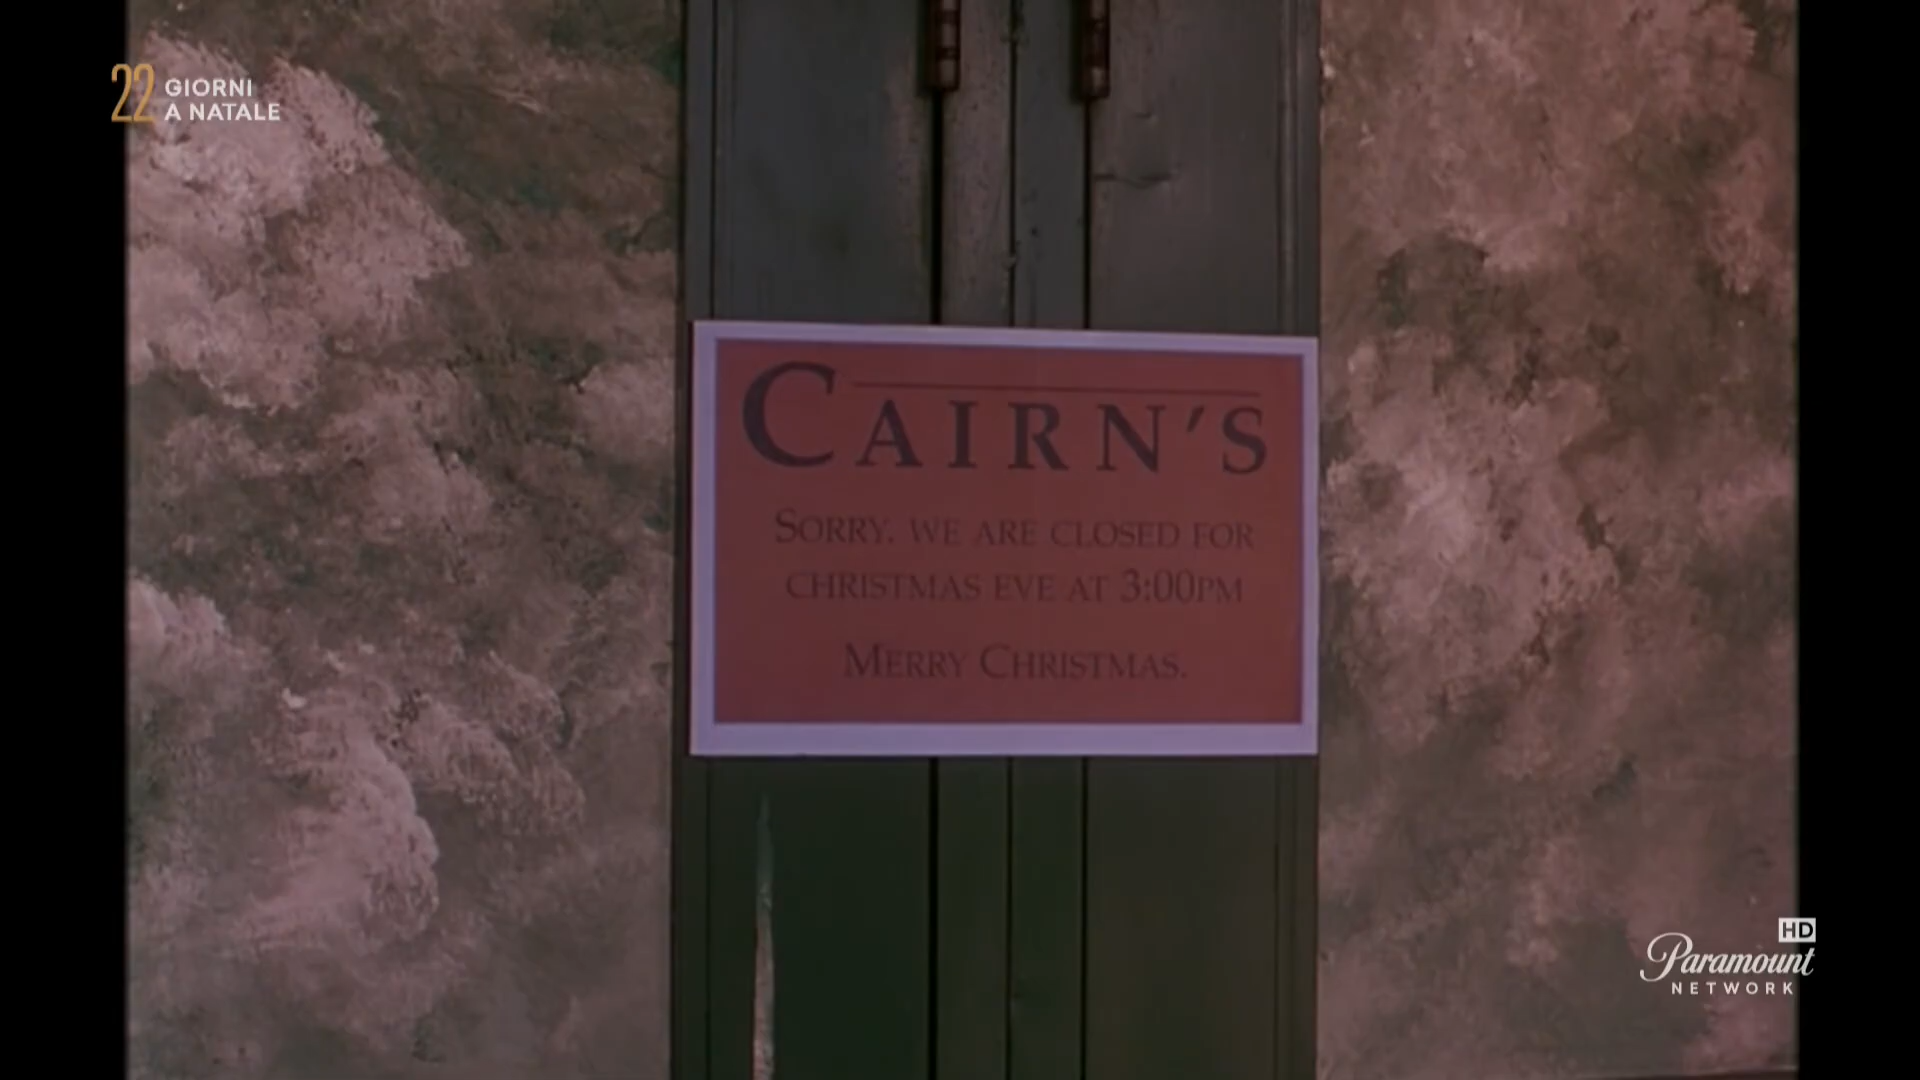 22 GIORNI
A NATALE
CAIRN'S
SORRY. WE ARE CLOSED FOR
CHRISTMAS EVE AT 3:00PM
MERRY CHRISTMAS.
HD
Paramount
NETWORK